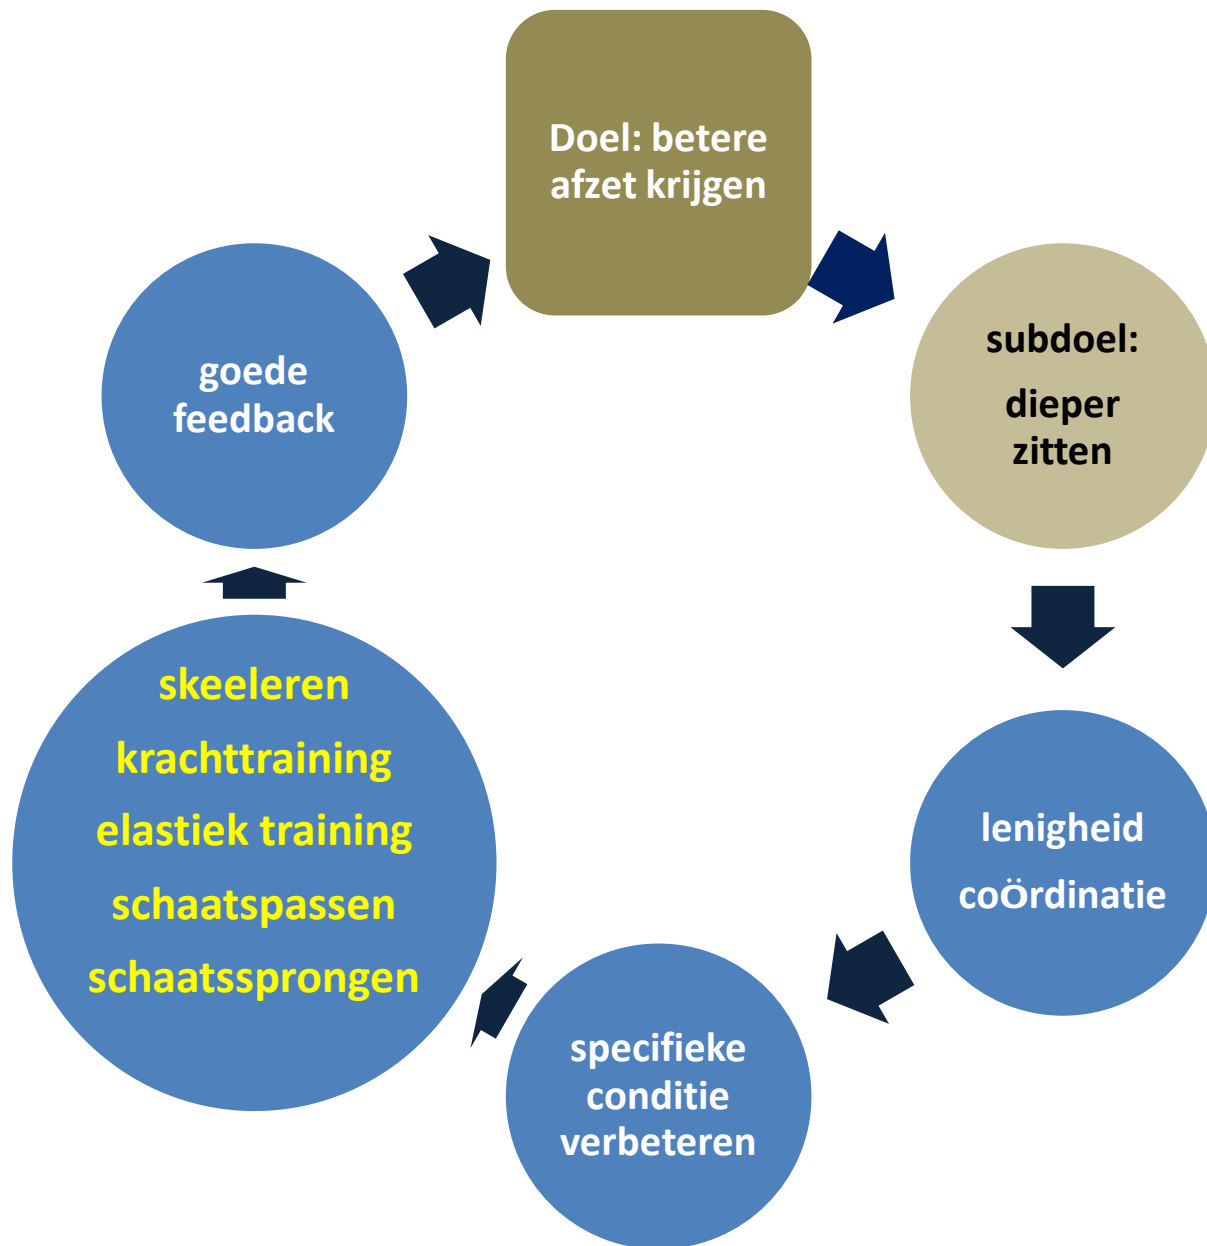 Doel: betere
afzet krijgen
subdoel:
dieper
zitten
lenigheid
coÖrdinatie
specifieke
conditie
verbeteren
skeeleren
krachttraining
elastiek training
schaatspassen
schaatssprongen
goede
feedback